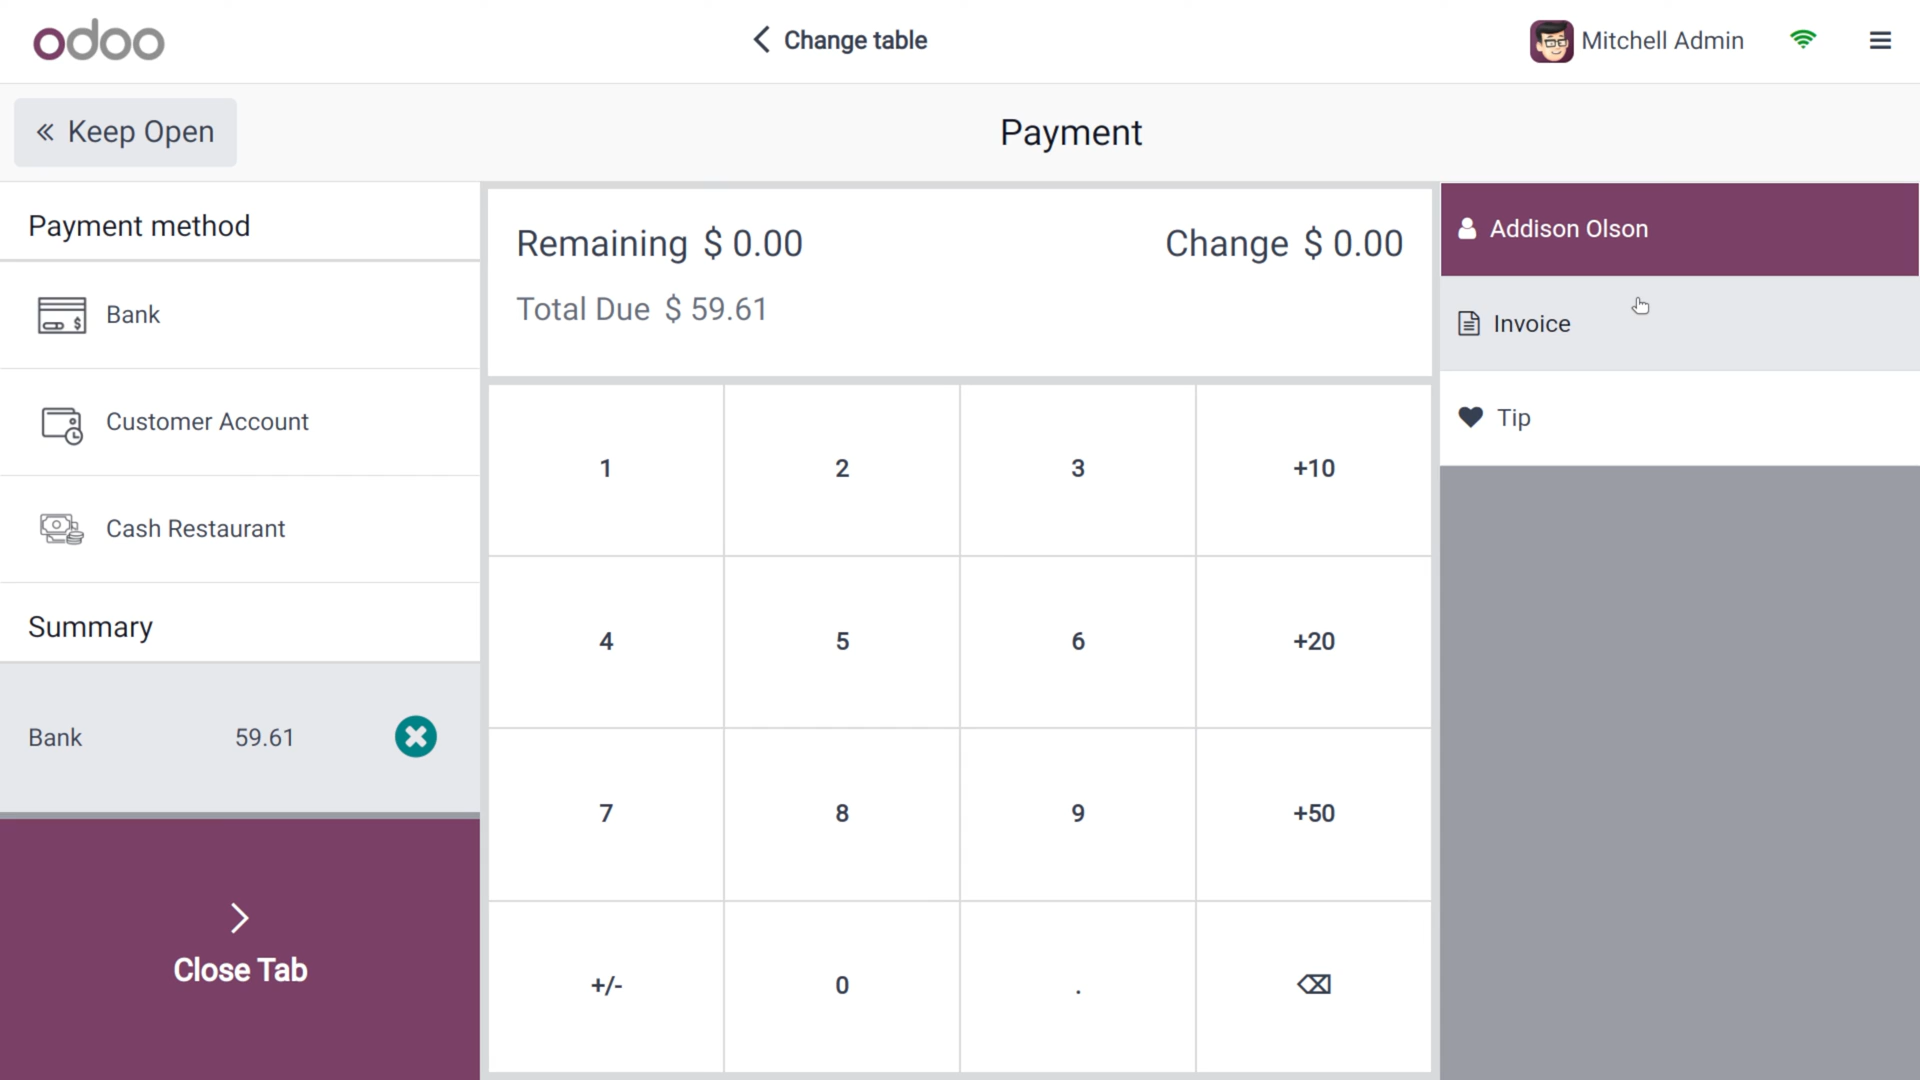 odoo
Change table
Mitchell Admin
Keep Open
Payment
Payment method
Bank
Customer Account
Cash Restaurant
Summary
Bank 59.61
Close Tab
Remaining $ 0.00
Change $ 0.00
Total Due $ 59.61
1 2 3 +10
4 5 6 +20
7 8 9 +50
+/- 0 .
Addison Olson
Invoice
Tip